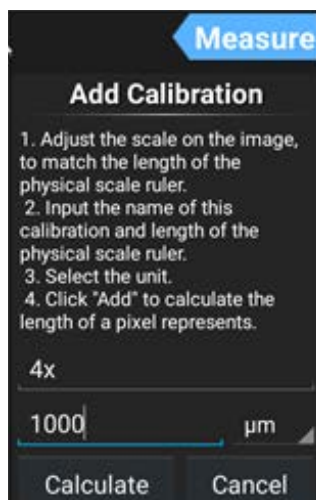 Measure
Add Calibration
1. Adjust the scale on the image,
to match the length of the
physical scale ruler.
2. Input the name of this
calibration and length of the
physical scale ruler.
3. Select the unit.
4. Click "Add" to calculate the
length of a pixel represents.
4x
1000 µm
Calculate Cancel